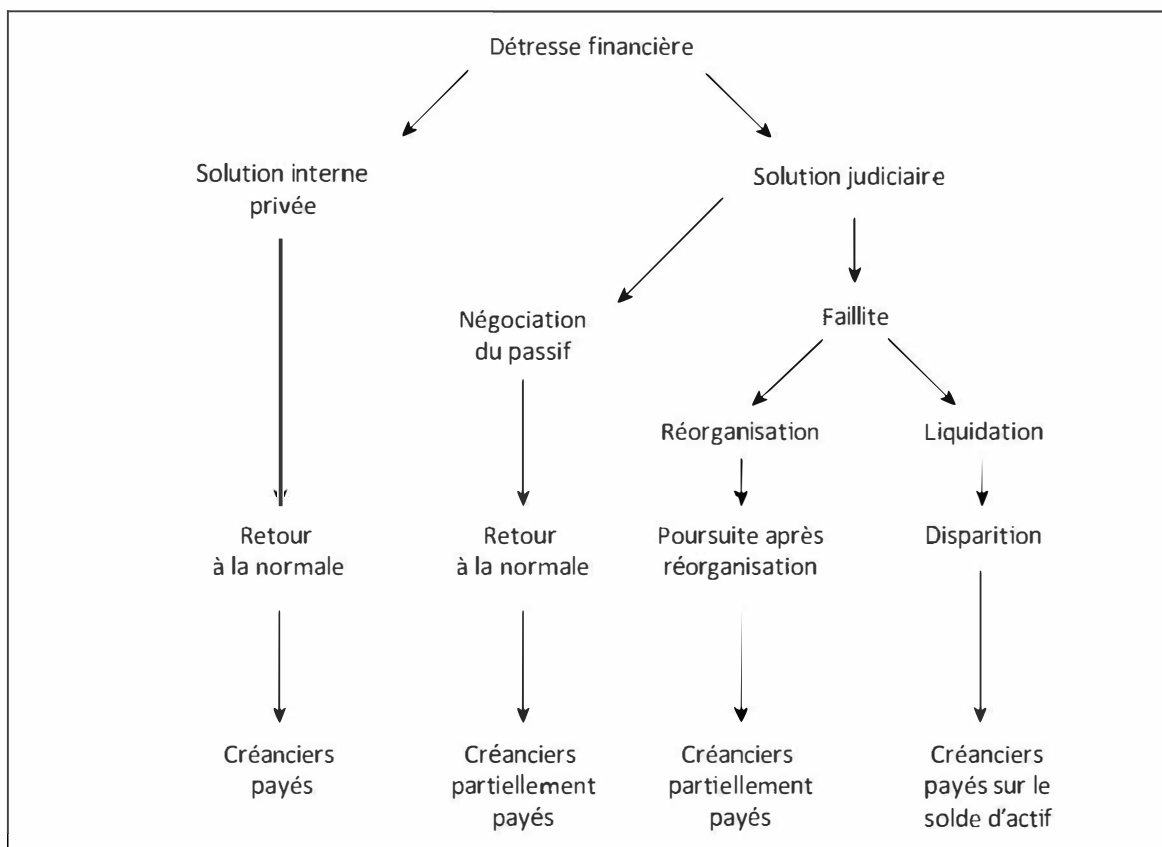 Détresse financière
Solution interne
privée
Solution judiciaire
Négociation
du passif
Faillite
Réorganisation
Liquidation
Retour
à la normale
Retour
à la normale
Poursuite après
réorganisation
Disparition
Créanciers
payés
Créanciers
partiellement
payés
Créanciers
partiellement
payés
Créanciers
payés sur le
solde d'actif